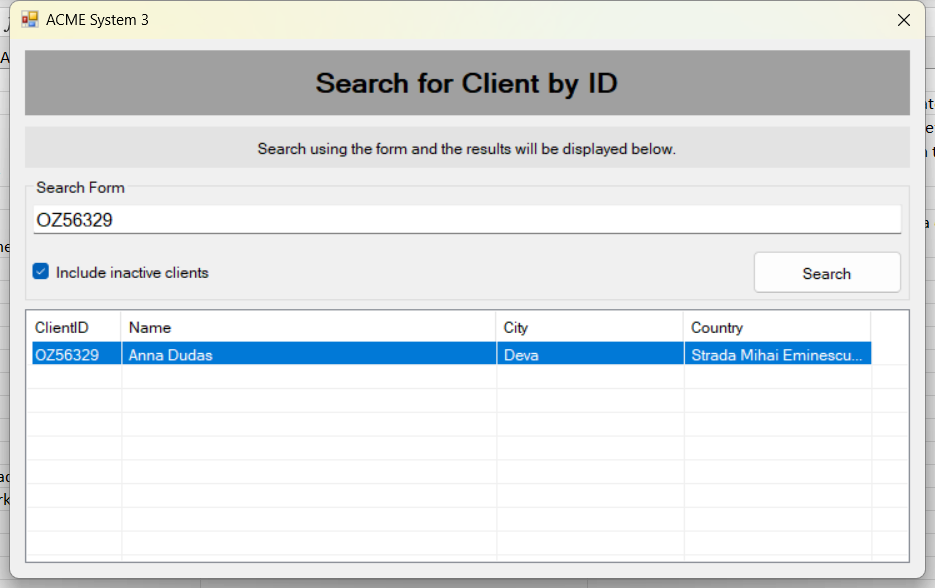 ACME System 3
Search for Client by ID
Search using the form and the results will be displayed below.
Search Form
OZ56329
Include inactive clients
Search
ClientID Name City Country
OZ56329 Anna Dudas Deva Strada Mihai Eminescu...